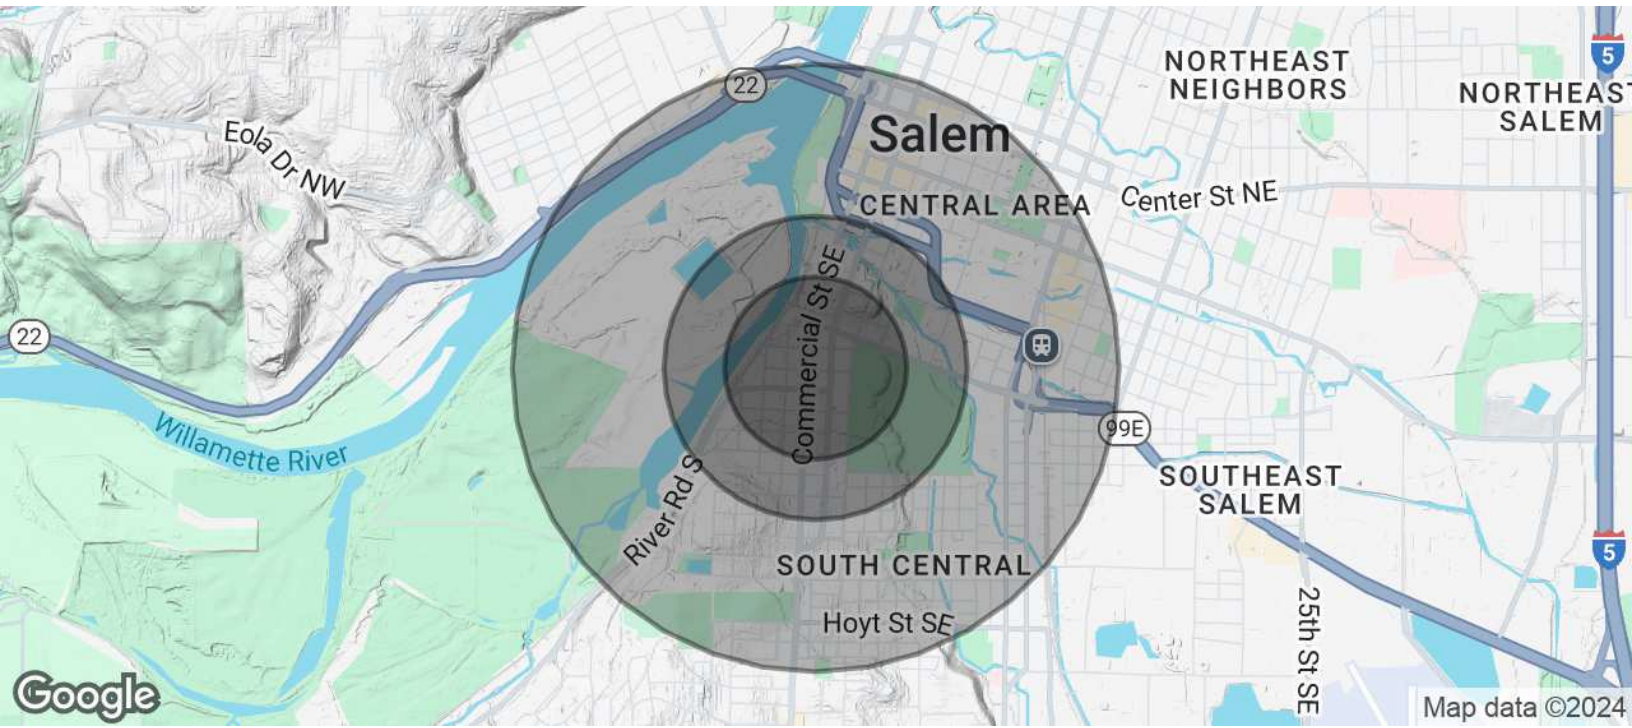 NORTHEAST
NEIGHBORS
5
NORTHEAST
SALEM
22
Salem
Eola Dr NW
Center St NE
CENTRAL AREA
Commercial St SE
22
Willamette River
99E
SOUTHEAST
SALEM
River Rd S
5
SOUTH CENTRAL
Hoyt St SE
25th St SE
Google
Map data ©2024